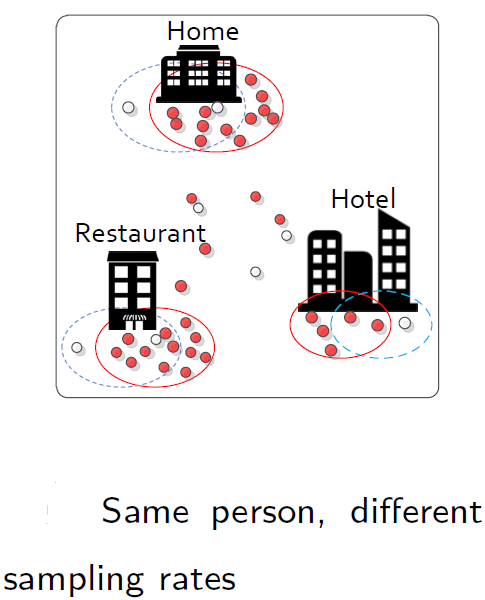 Home
Hotel
Restaurant
Same person, different
sampling rates